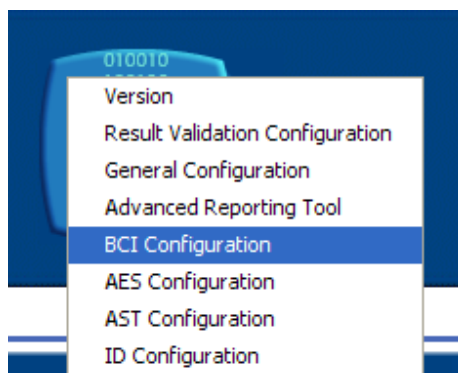 010010
Version
Result Validation Configuration
General Configuration
Advanced Reporting Tool
BCI Configuration
AES Configuration
AST Configuration
ID Configuration